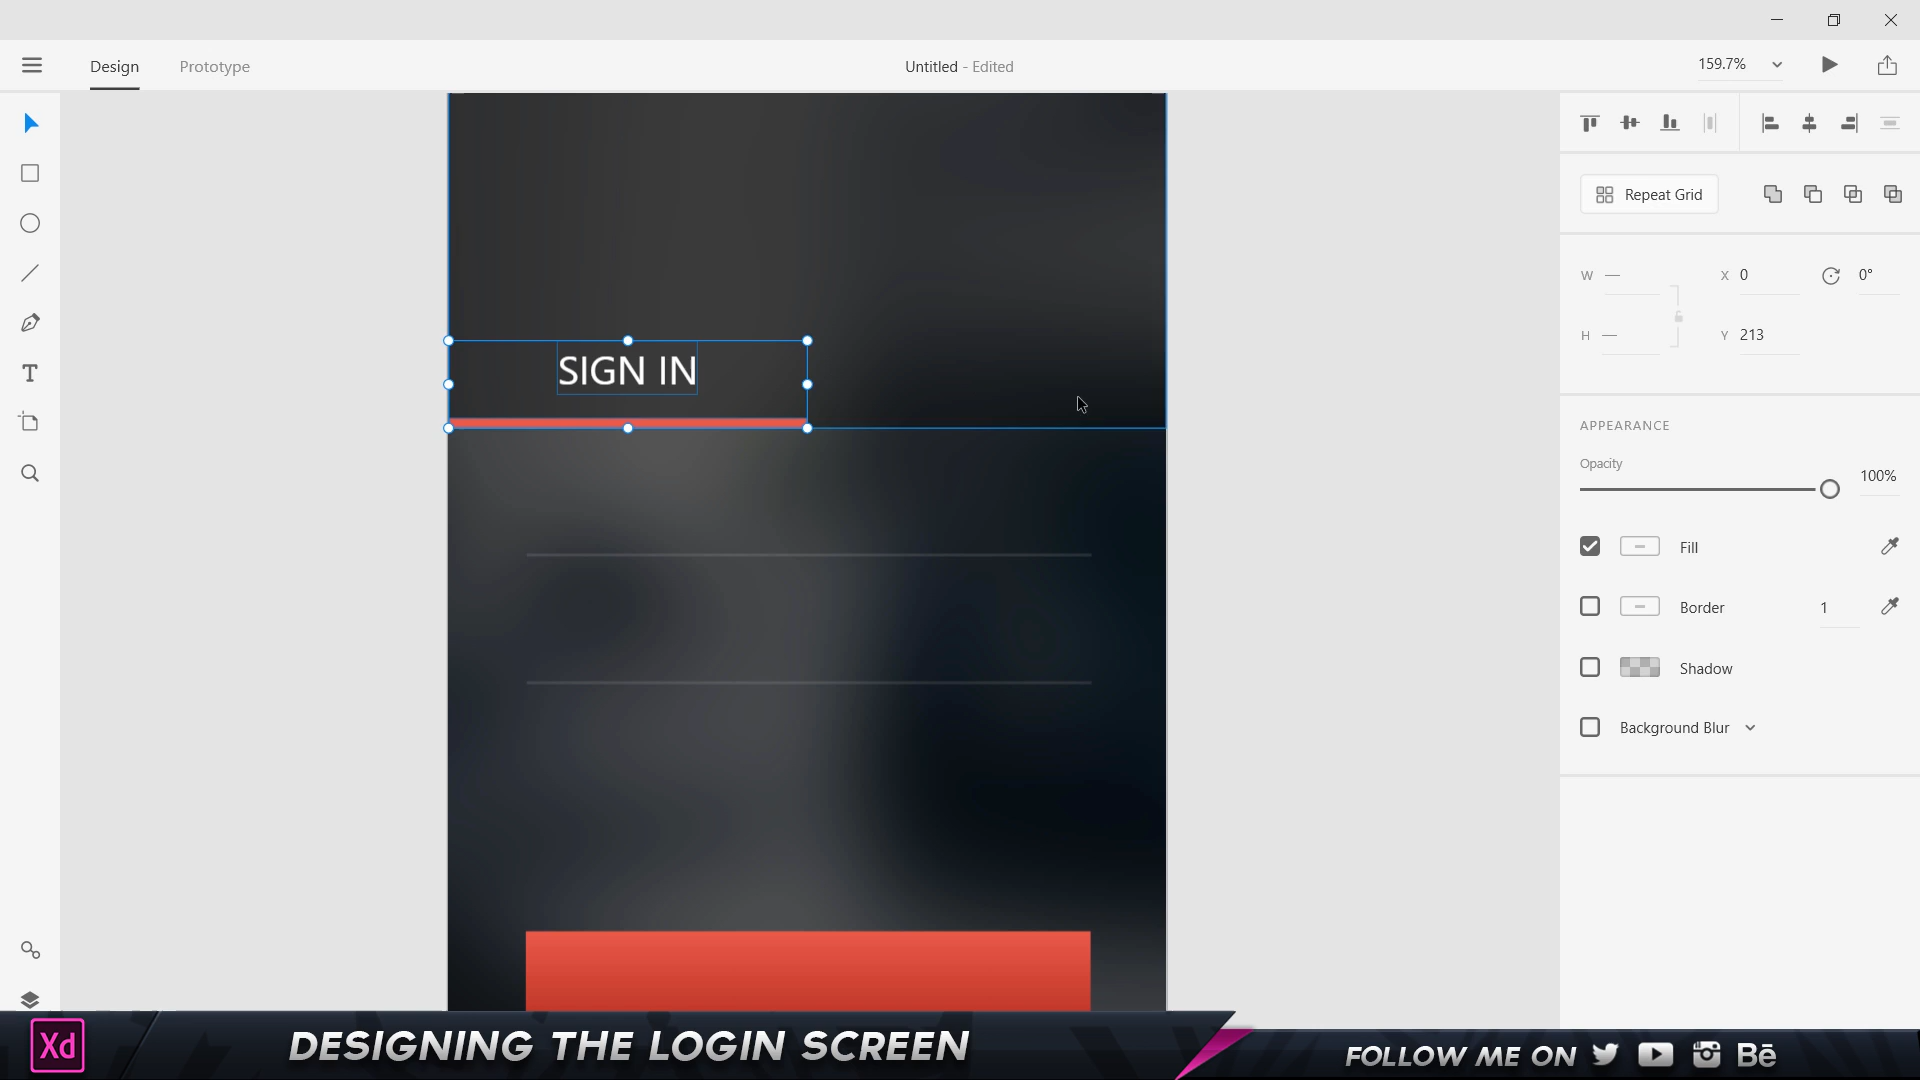 Design
Prototype
Untitled - Edited
159.7%
Repeat Grid
W —
X 0
0°
H —
Y 213
SIGN IN
APPEARANCE
Opacity
100%
Fill
Border
1
Shadow
Background Blur
T
Xd
DESIGNING THE LOGIN SCREEN
FOLLOW ME ON
Bē